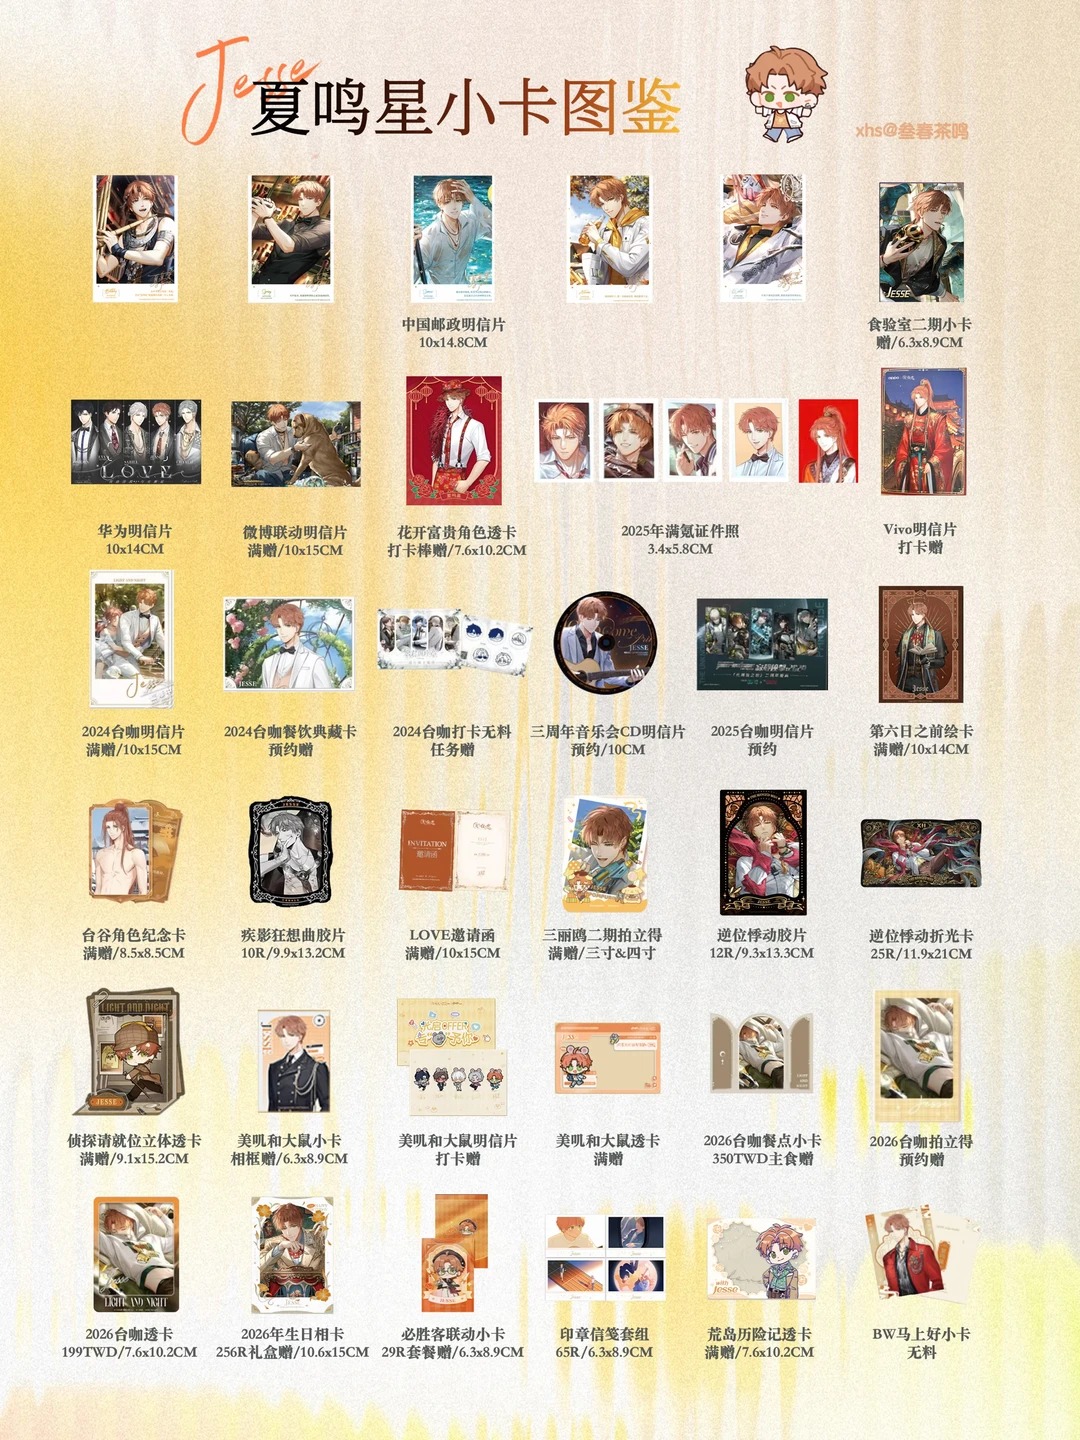 Jesse
夏鸣星小卡图鉴
xhs@叁春茶鸣
JESSE
中国邮政明信片
10x14.8CM
食验室二期小卡
赠/6.3x8.9CM
LOVE
华为明信片
10x14CM
微博联动明信片
满赠/10x15CM
花开富贵角色透卡
打卡棒赠/7.6x10.2CM
2025年满氪证件照
3.4x5.8CM
Vivo明信片
打卡赠
JESSE
JESSE
Jesse
2024台咖明信片
满赠/10x15CM
2024台咖餐饮典藏卡
预约赠
2024台咖打卡无料
任务赠
三周年音乐会CD明信片
预约/10CM
2025台咖明信片
预约
第六日之前绘卡
满赠/10x14CM
INVITATION
邀请函
台谷角色纪念卡
满赠/8.5x8.5CM
疾影狂想曲胶片
10R/9.9x13.2CM
LOVE邀请函
满赠/10x15CM
三丽鸥二期拍立得
满赠/三寸&四寸
逆位悸动胶片
12R/9.3x13.3CM
逆位悸动折光卡
25R/11.9x21CM
LIGHT AND NIGHT
JESSE
侦探请就位立体透卡
满赠/9.1x15.2CM
美叽和大鼠小卡
相框赠/6.3x8.9CM
美叽和大鼠明信片
打卡赠
美叽和大鼠透卡
满赠
2026台咖餐点小卡
350TWD主食赠
2026台咖拍立得
预约赠
Jesse
LIGHT AND NIGHT
with
Jesse
2026台咖透卡
199TWD/7.6x10.2CM
2026年生日相卡
256R礼盒赠/10.6x15CM
必胜客联动小卡
29R套餐赠/6.3x8.9CM
印章信笺套组
65R/6.3x8.9CM
荒岛历险记透卡
满赠/7.6x10.2CM
BW马上好小卡
无料